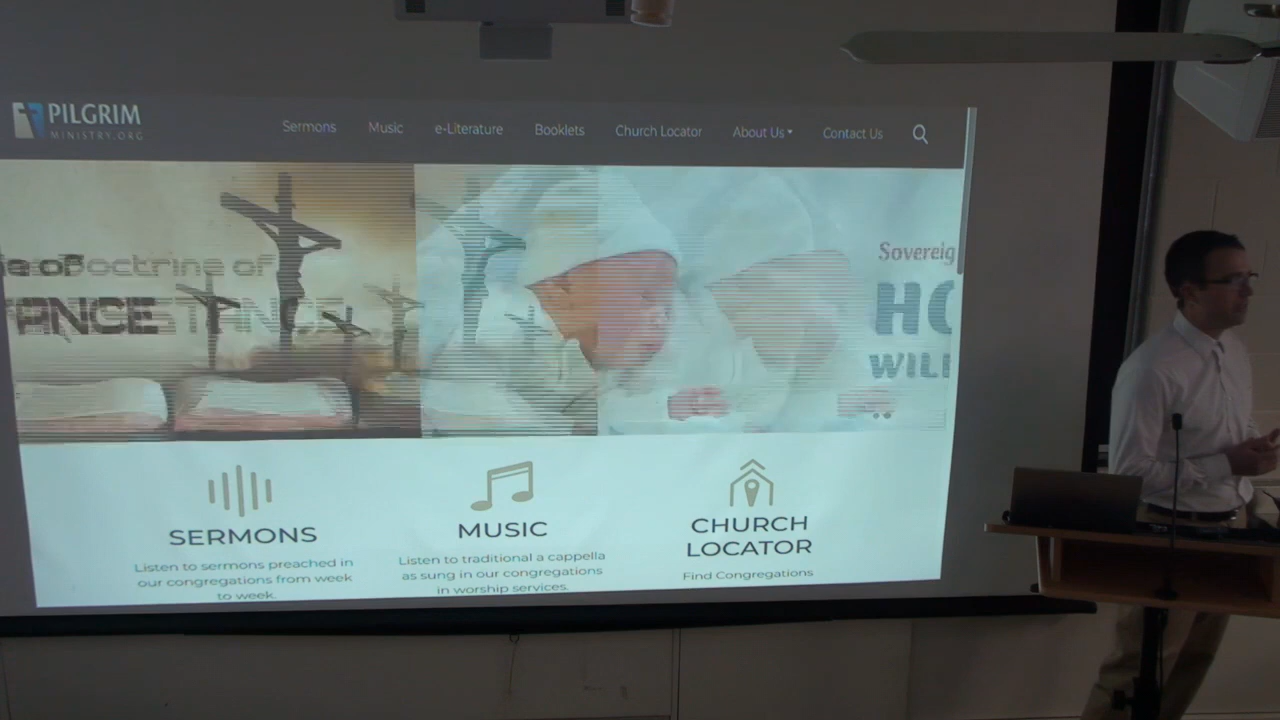 PILGRIM
MINISTRY.ORG
Sermons Music e-Literature Booklets Church Locator About Us Contact Us
Doctrine of
Sovereig
HO
WILL
SERMONS
Listen to sermons preached in
our congregations from week
to week.
MUSIC
Listen to traditional a cappella
as sung in our congregations
in worship services.
CHURCH
LOCATOR
Find Congregations